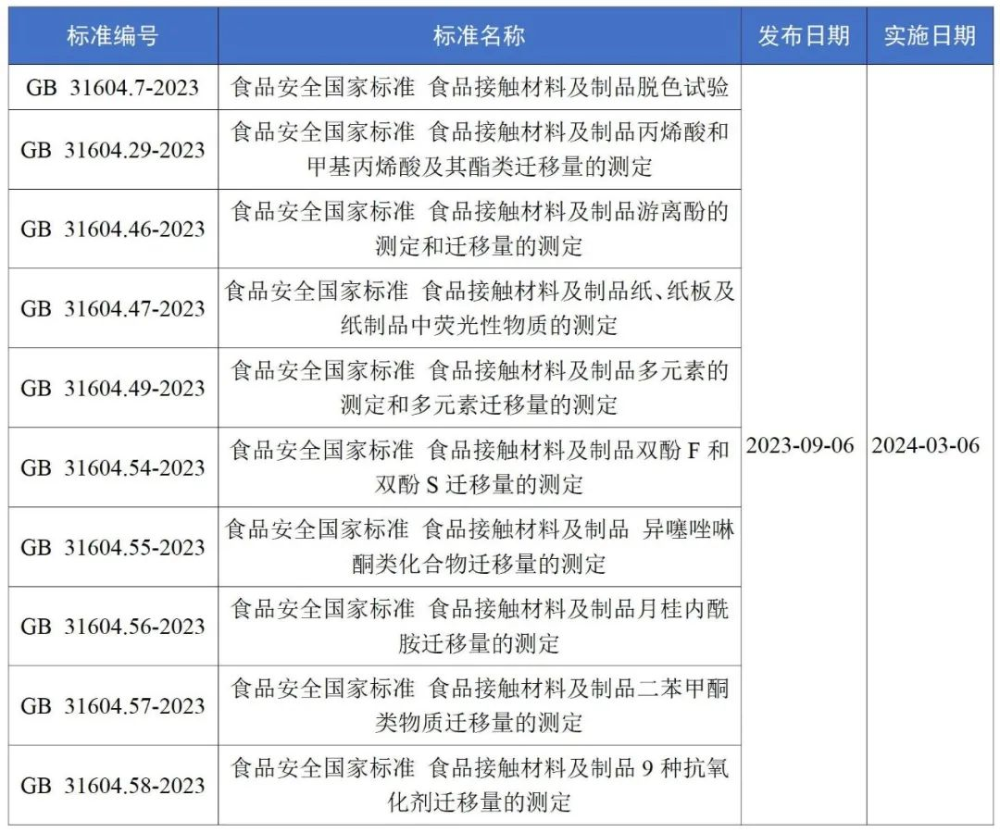 标准编号 标准名称 发布日期 实施日期
GB 31604.7-2023 食品安全国家标准 食品接触材料及制品脱色试验
GB 31604.29-2023 食品安全国家标准 食品接触材料及制品丙烯酸和
甲基丙烯酸及其酯类迁移量的测定
GB 31604.46-2023 食品安全国家标准 食品接触材料及制品游离酚的
测定和迁移量的测定
GB 31604.47-2023 食品安全国家标准 食品接触材料及制品纸、纸板及
纸制品中荧光性物质的测定
GB 31604.49-2023 食品安全国家标准 食品接触材料及制品多元素的
测定和多元素迁移量的测定
GB 31604.54-2023 食品安全国家标准 食品接触材料及制品双酚 F 和
双酚 S 迁移量的测定
2023-09-06 2024-03-06
GB 31604.55-2023 食品安全国家标准 食品接触材料及制品 异噻唑啉
酮类化合物迁移量的测定
GB 31604.56-2023 食品安全国家标准 食品接触材料及制品月桂内酰
胺迁移量的测定
GB 31604.57-2023 食品安全国家标准 食品接触材料及制品二苯甲酮
类物质迁移量的测定
GB 31604.58-2023 食品安全国家标准 食品接触材料及制品 9 种抗氧
化剂迁移量的测定